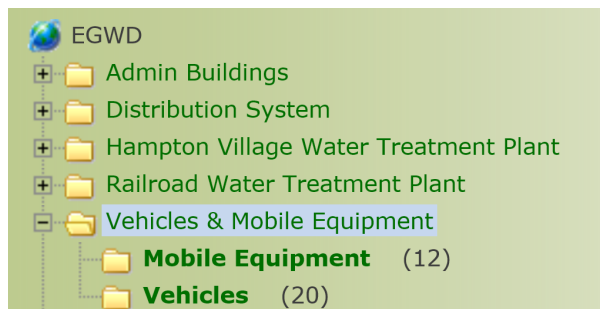 EGWD
Admin Buildings
Distribution System
Hampton Village Water Treatment Plant
Railroad Water Treatment Plant
Vehicles & Mobile Equipment
Mobile Equipment (12)
Vehicles (20)